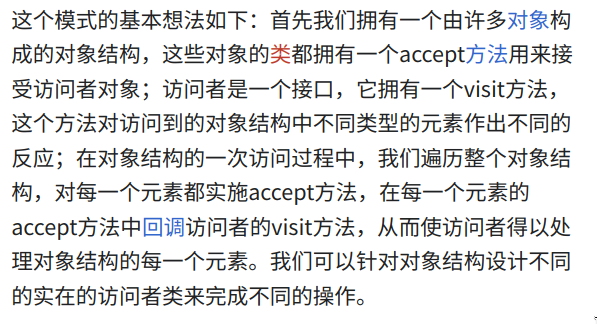 这个模式的基本想法如下：首先我们拥有一个由许多对象构
成的对象结构，这些对象的类都拥有一个accept方法用来接
受访问者对象；访问者是一个接口，它拥有一个visit方法，
这个方法对访问到的对象结构中不同类型的元素作出不同的
反应；在对象结构的一次访问过程中，我们遍历整个对象结
构，对每一个元素都实施accept方法，在每一个元素的
accept方法中回调访问者的visit方法，从而使访问者得以处
理对象结构的每一个元素。我们可以针对对象结构设计不同
的实在的访问者类来完成不同的操作。